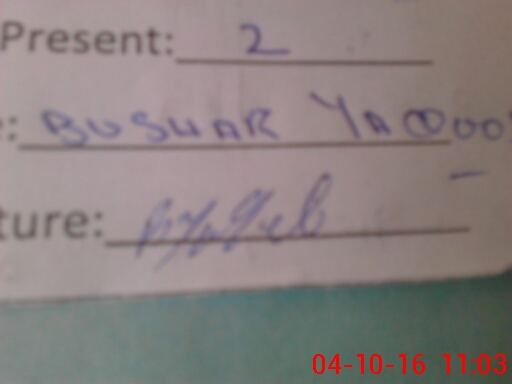 Present: 2
: BUSHAR
ture:
04-10-16 11:03